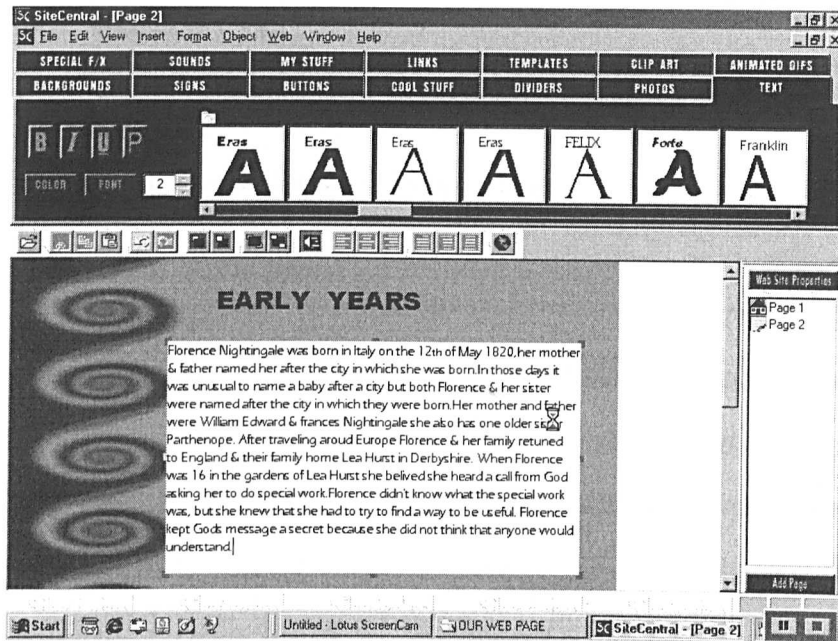 SC SiteCentral - [Page 2]
SC File Edit View Insert Format Object Web Window Help
SPECIAL F/X SOUNDS MY STUFF LINKS TEMPLATES CLIP ART ANIMATED GIFS
BACKGROUNDS SIGNS BUTTONS COOL STUFF DIVIDERS PHOTOS TEXT
B I U P
COLOR FONT 2
Eras Eras Eras Eras FELIX Forte Franklin
A A A A A A A
EARLY YEARS
Florence Nightingale was born in Italy on the 12th of May 1820,her mother
& father named her after the city in which she was born.In those days it
was unusual to name a baby after a city but both Florence & her sister
were named after the city in which they were born.Her mother and father
were William Edward & frances Nightingale she also has one older sister
Parthenope. After traveling aroud Europe Florence & her family retuned
to England & their family home Lea Hurst in Derbyshire. When Florence
was 16 in the gardens of Lea Hurst she belived she heard a call from God
asking her to do special work.Florence didn't know what the special work
was, but she knew that she had to try to find a way to be useful. Florence
kept Gods message a secret because she did not think that anyone would
understand.
Web Site Properties
Page 1
Page 2
Add Page
Start Untitled - Lotus ScreenCam YOUR WEB PAGE SC SiteCentral - [Page 2]